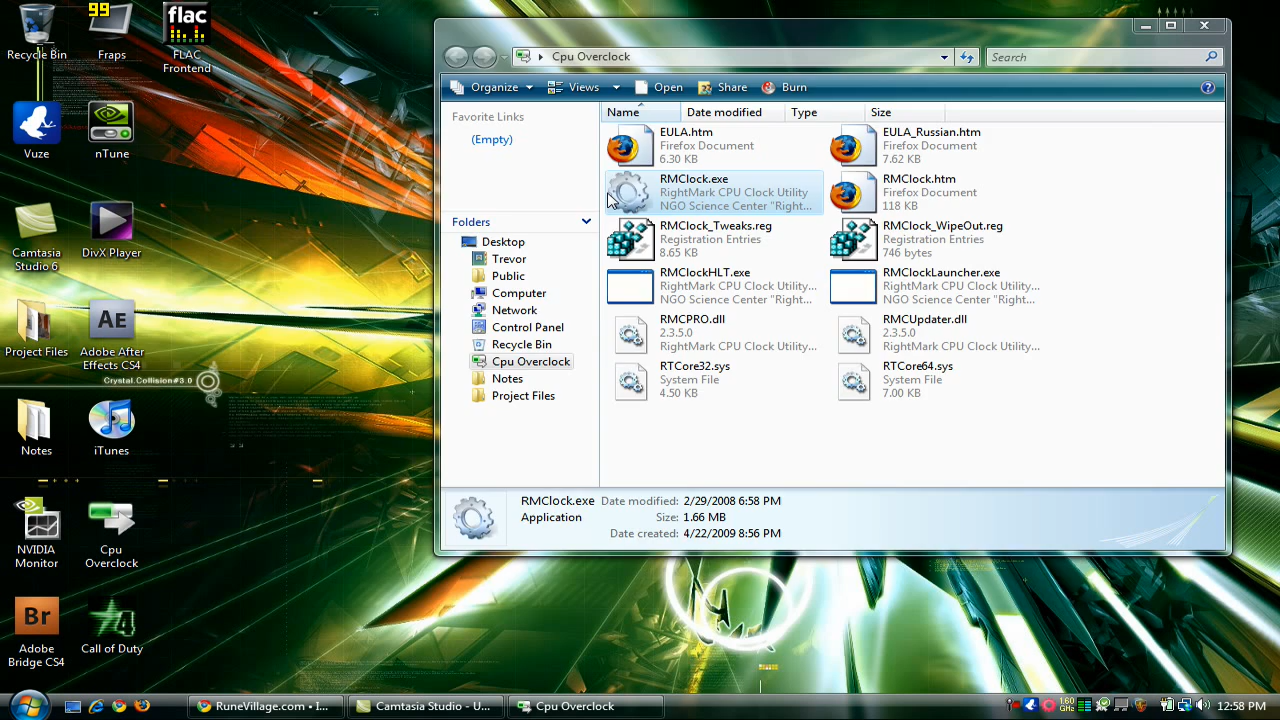 99
Recycle Bin
Fraps
flac
FLAC
Frontend
Vuze
nTune
Camtasia
Studio 6
DivX Player
AE
Project Files
Adobe After
Effects CS4
Crystal.Collision#3.0
Notes
iTunes
NVIDIA
Monitor
Cpu
Overclock
4
Br
Adobe
Bridge CS4
Call of Duty
Cpu Overclock
Search
Organize
Views
Open
Share
Burn
?
Favorite Links
(Empty)
Folders
Desktop
Trevor
Public
Computer
Network
Control Panel
Recycle Bin
Cpu Overclock
Notes
Project Files
Name
Date modified
Type
Size
EULA.htm
Firefox Document
6.30 KB
EULA_Russian.htm
Firefox Document
7.62 KB
RMClock.exe
RightMark CPU Clock Utility
NGO Science Center "Right...
RMClock.htm
Firefox Document
118 KB
RMClock_Tweaks.reg
Registration Entries
8.65 KB
RMClock_WipeOut.reg
Registration Entries
746 bytes
RMClockHLT.exe
RightMark CPU Clock Utility...
NGO Science Center "Right...
RMClockLauncher.exe
RightMark CPU Clock Utility...
NGO Science Center "Right...
RMCPRO.dll
2.3.5.0
RightMark CPU Clock Utility...
RMCUpdater.dll
2.3.5.0
RightMark CPU Clock Utility...
RTCore32.sys
System File
4.50 KB
RTCore64.sys
System File
7.00 KB
RMClock.exe Date modified: 2/29/2008 6:58 PM
Application Size: 1.66 MB
Date created: 4/22/2009 8:56 PM
RuneVillage.com • I...
Camtasia Studio - U...
Cpu Overclock
1.60
GHz
12:58 PM